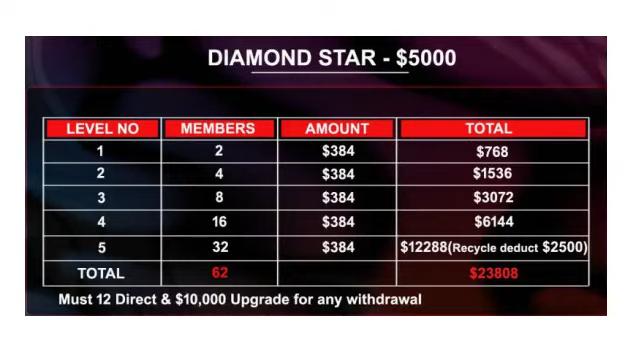 DIAMOND STAR - $5000
LEVEL NO MEMBERS AMOUNT TOTAL
1 2 $384 $768
2 4 $384 $1536
3 8 $384 $3072
4 16 $384 $6144
5 32 $384 $12288(Recycle deduct $2500)
TOTAL 62 $23808
Must 12 Direct & $10,000 Upgrade for any withdrawal